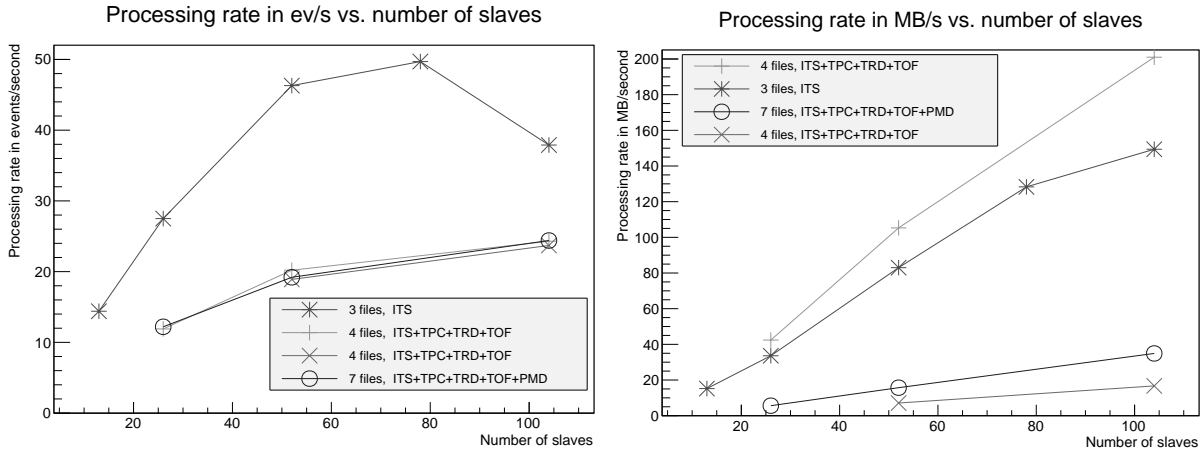 Processing rate in ev/s vs. number of slaves
Processing rate in events/second
50
40
30
20
10
0
20
40
60
80
100
Number of slaves
3 files, ITS
4 files, ITS+TPC+TRD+TOF
4 files, ITS+TPC+TRD+TOF
7 files, ITS+TPC+TRD+TOF+PMD
Processing rate in MB/s vs. number of slaves
Processing rate in MB/second
200
180
160
140
120
100
80
60
40
20
0
20
40
60
80
100
Number of slaves
4 files, ITS+TPC+TRD+TOF
3 files, ITS
7 files, ITS+TPC+TRD+TOF+PMD
4 files, ITS+TPC+TRD+TOF